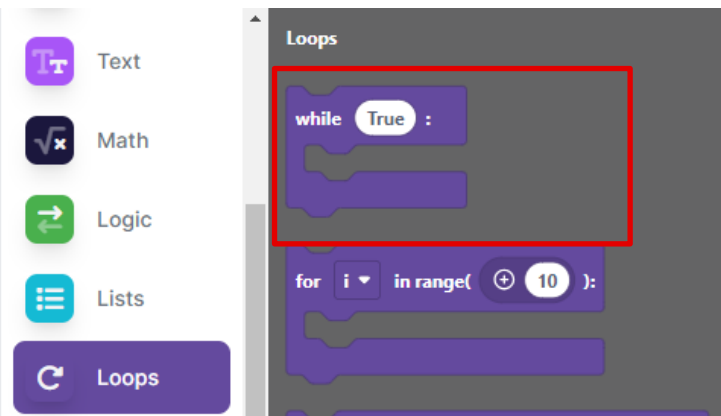 Text
Math
Logic
Lists
Loops
Loops
while True :
for i in range( 10 ):